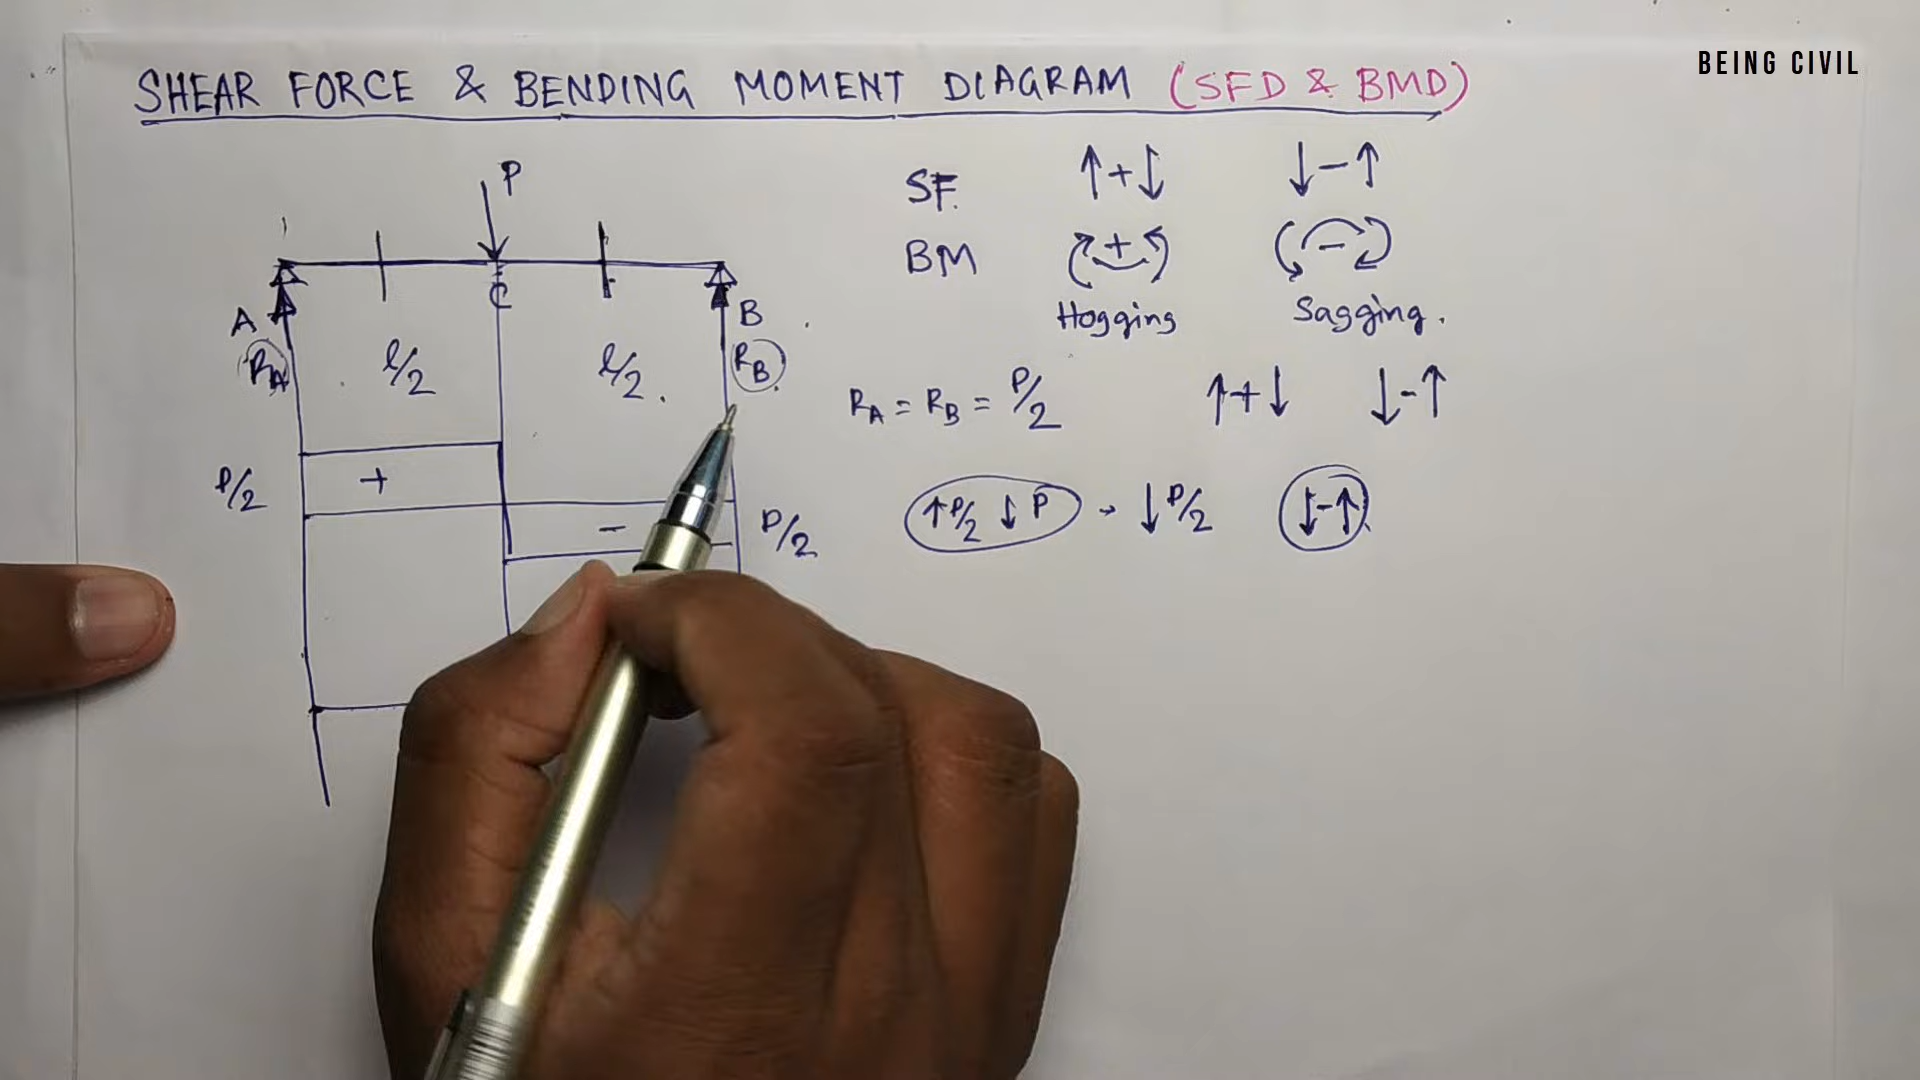 BEING CIVIL
SHEAR FORCE & BENDING MOMENT DIAGRAM (SFD & BMD)
P
SF. ↑+↓ ↓-↑
BM + -
Hogging Sagging.
C
A B
RA l/2 l/2 RB
RA = RB = P/2 ↑+↓ ↓-↑
P/2 +
- P/2
↑P/2 ↓P → ↓P/2 ↓-↑